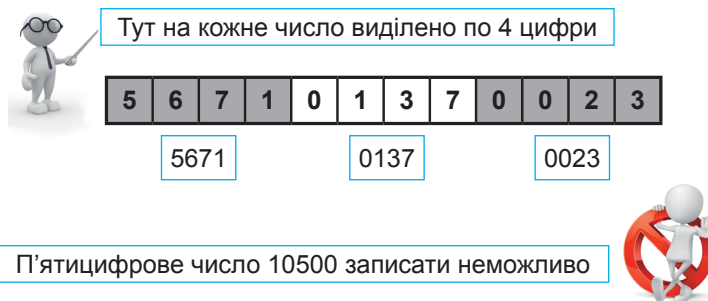 Тут на кожне число виділено по 4 цифри
5 6 7 1 0 1 3 7 0 0 2 3
5671 0137 0023
П’ятицифрове число 10500 записати неможливо